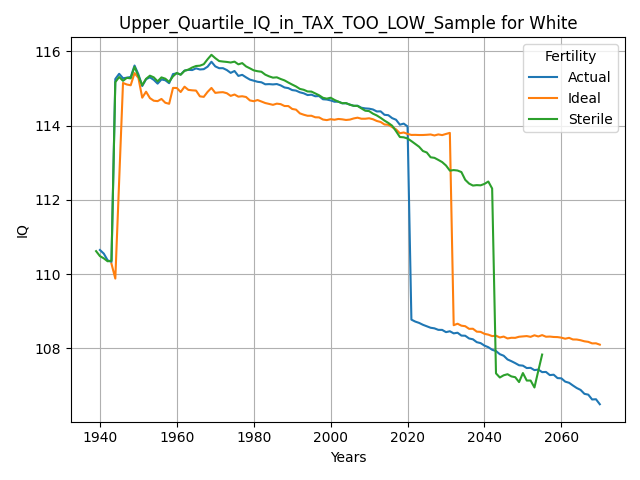 Upper_Quartile_IQ_in_TAX_TOO_LOW_Sample for White
Fertility
Actual
Ideal
Sterile
116
114
112
110
108
IQ
1940
1960
1980
2000
2020
2040
2060
Years